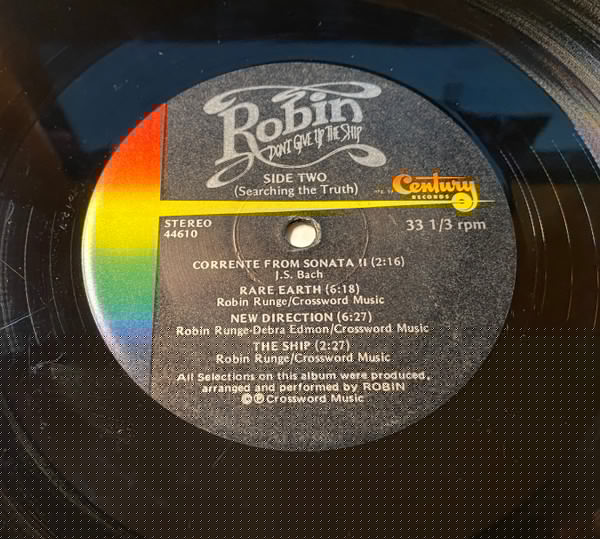 Robin
DON'T GIVE UP THE SHIP
SIDE TWO
(Searching the Truth)
MFG. BY
Century
RECORDS
STEREO
44610
33 1/3 rpm
CORRENTE FROM SONATA II (2:16)
J.S. Bach
RARE EARTH (6:18)
Robin Runge/Crossword Music
NEW DIRECTION (6:27)
Robin Runge-Debra Edmon/Crossword Music
THE SHIP (2:27)
Robin Runge/Crossword Music
All Selections on this album were produced,
arranged and performed by ROBIN
©℗Crossword Music